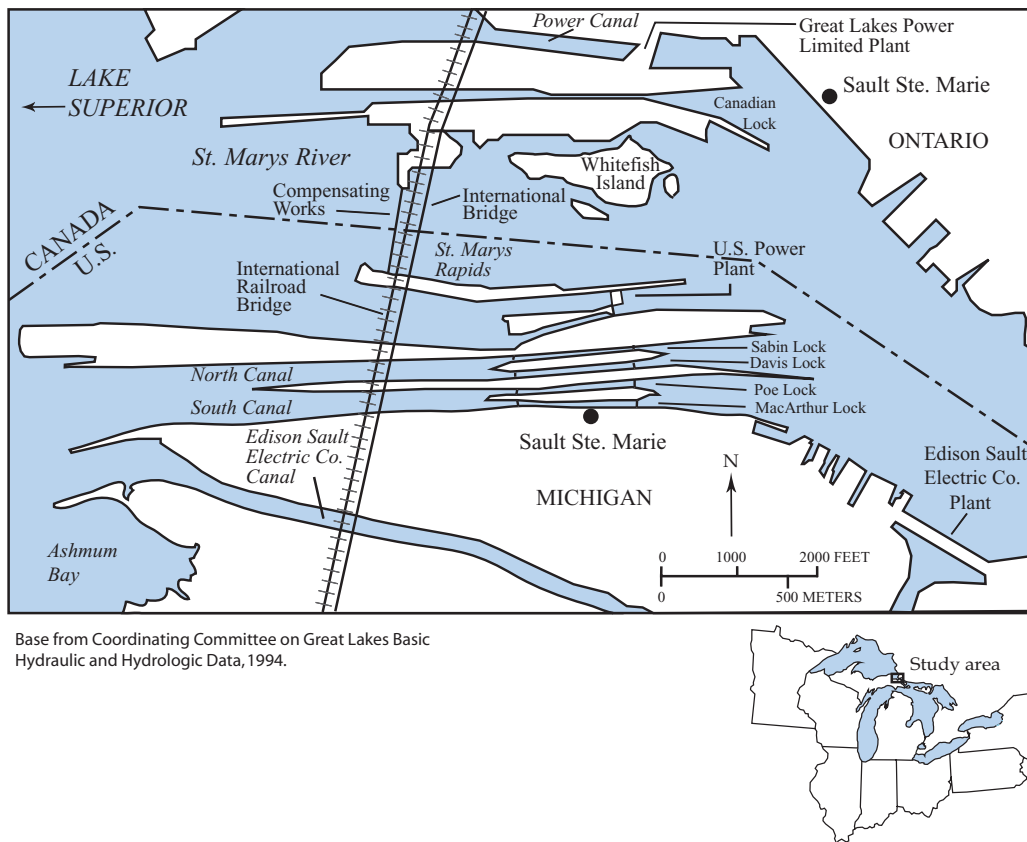 Power Canal
Great Lakes Power
Limited Plant
LAKE
SUPERIOR
Sault Ste. Marie
Canadian
Lock
ONTARIO
St. Marys River
Whitefish
Island
Compensating
Works
International
Bridge
CANADA
U.S.
St. Marys
Rapids
U.S. Power
Plant
International
Railroad
Bridge
Sabin Lock
Davis Lock
North Canal
Poe Lock
South Canal
MacArthur Lock
Sault Ste. Marie
Edison Sault
Electric Co.
Canal
Edison Sault
Electric Co.
Plant
N
MICHIGAN
Ashmum
Bay
0 1000 2000 FEET
0 500 METERS
Base from Coordinating Committee on Great Lakes Basic
Hydraulic and Hydrologic Data, 1994.
Study area